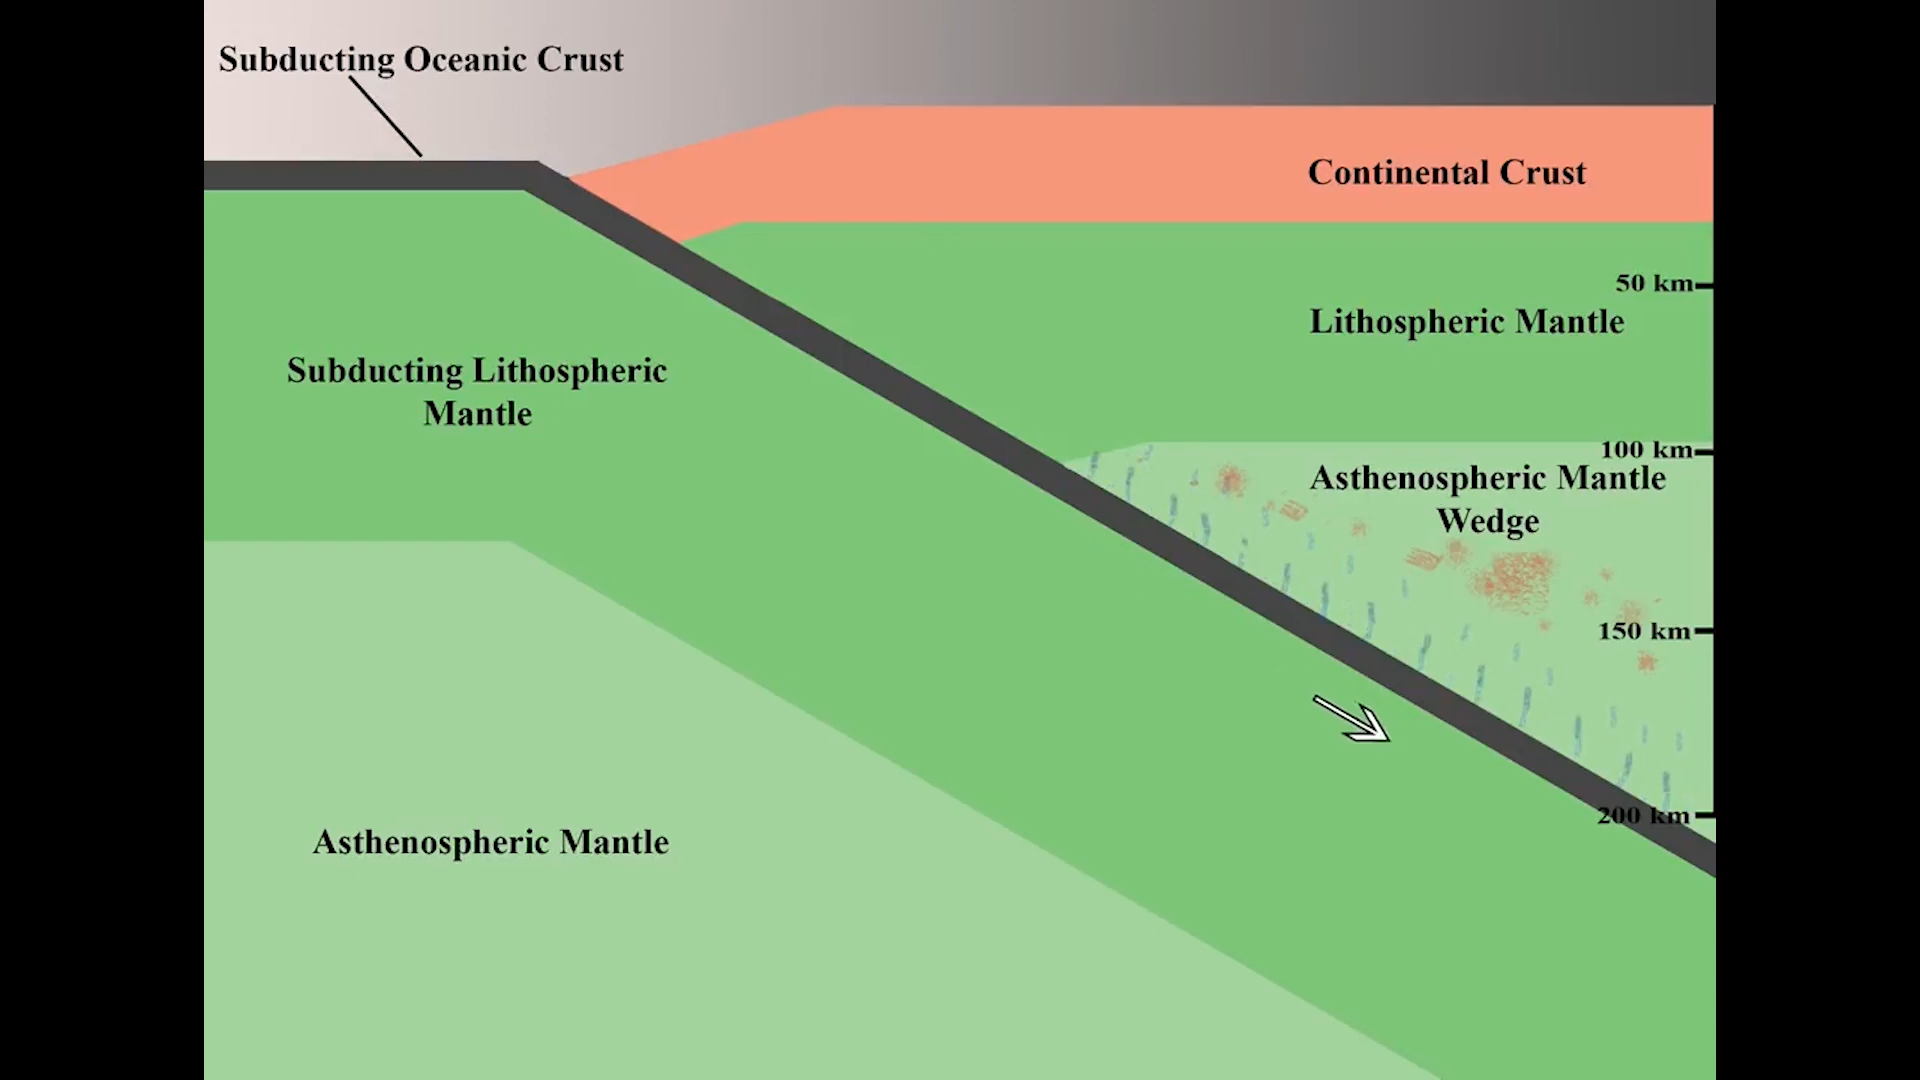 Subducting Oceanic Crust
Continental Crust
50 km
Lithospheric Mantle
Subducting Lithospheric
Mantle
100 km
Asthenospheric Mantle
Wedge
150 km
200 km
Asthenospheric Mantle